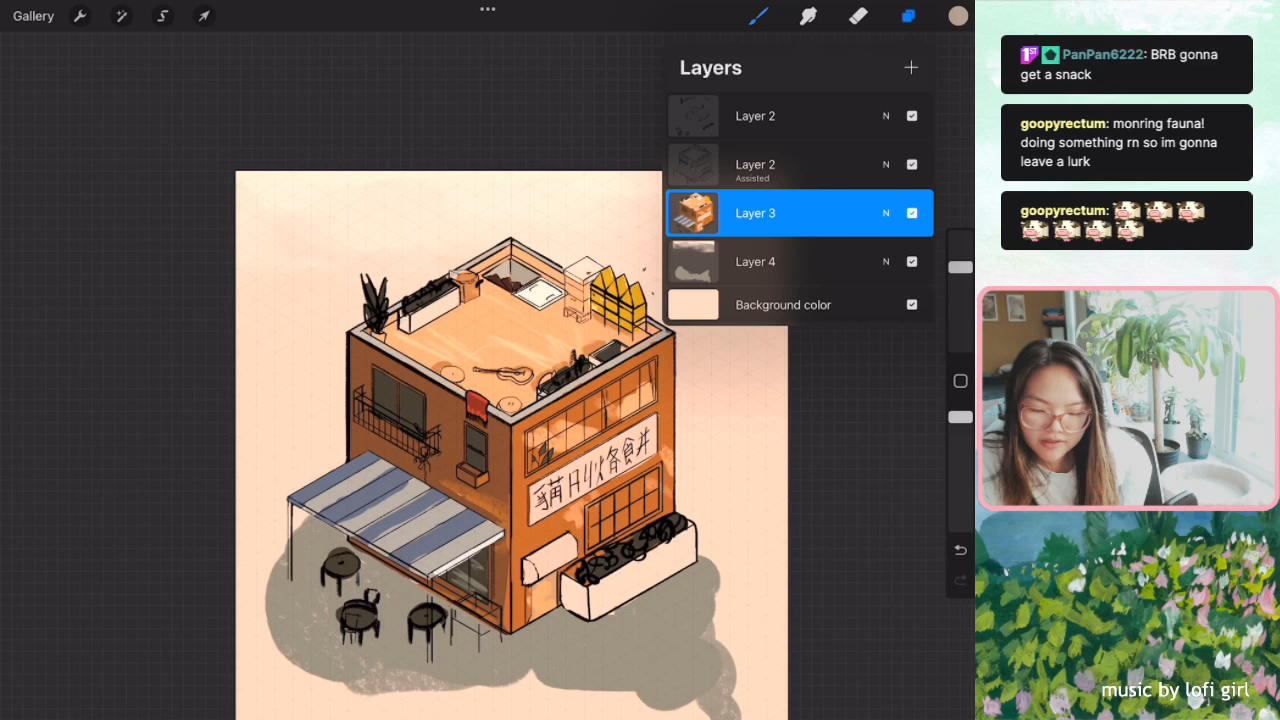 Gallery
Layers
Layer 2
N
Layer 2
N
Assisted
Layer 3
N
Layer 4
N
Background color
1ST PanPan6222: BRB gonna
get a snack
goopyrectum: monring fauna!
doing something rn so im gonna
leave a lurk
goopyrectum:
music by lofi girl